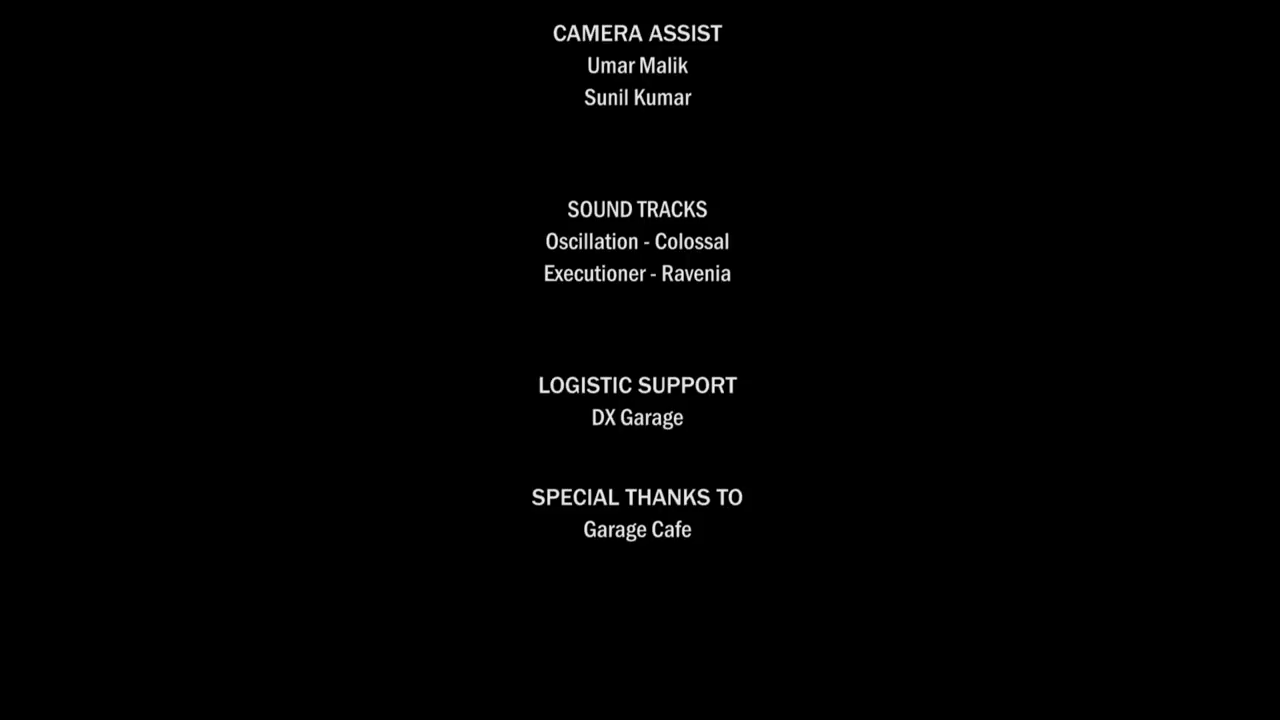 CAMERA ASSIST
Umar Malik
Sunil Kumar
SOUND TRACKS
Oscillation - Colossal
Executioner - Ravenia
LOGISTIC SUPPORT
DX Garage
SPECIAL THANKS TO
Garage Cafe